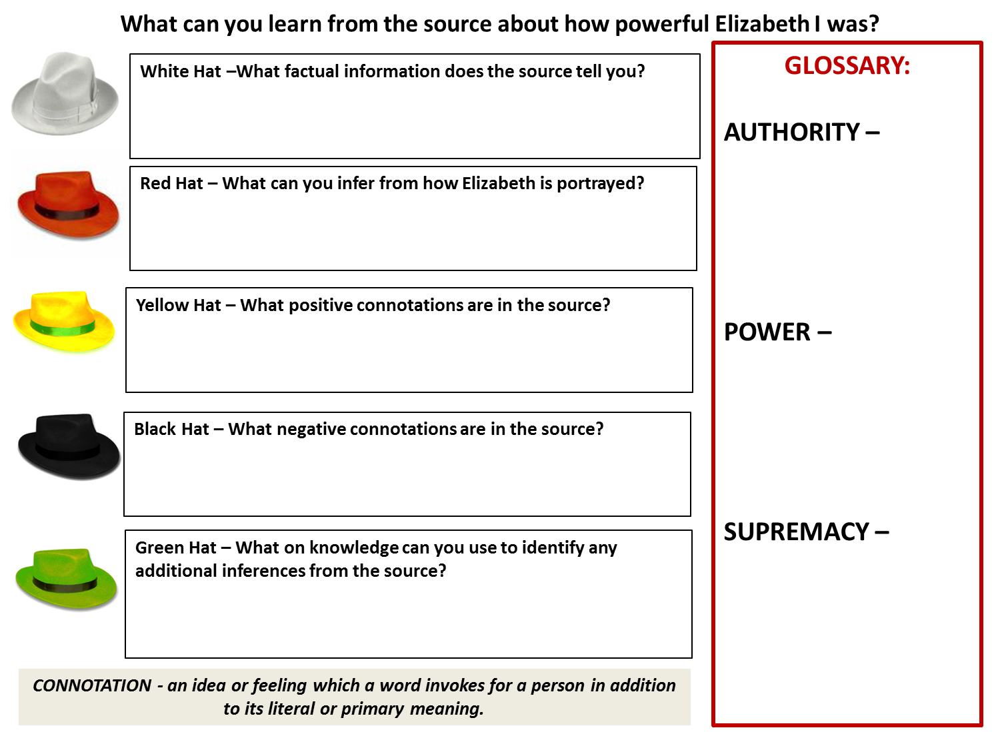 What can you learn from the source about how powerful Elizabeth I was?
White Hat –What factual information does the source tell you?
Red Hat – What can you infer from how Elizabeth is portrayed?
Yellow Hat – What positive connotations are in the source?
Black Hat – What negative connotations are in the source?
Green Hat – What on knowledge can you use to identify any
additional inferences from the source?
CONNOTATION - an idea or feeling which a word invokes for a person in addition
to its literal or primary meaning.
GLOSSARY:
AUTHORITY –
POWER –
SUPREMACY –